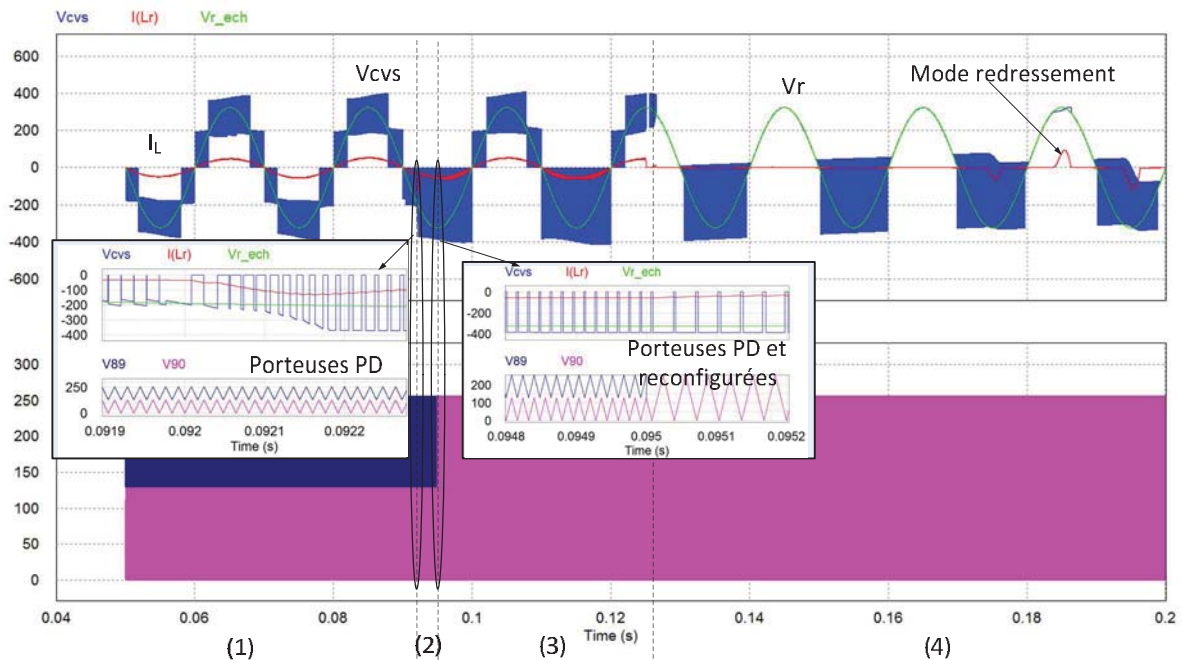 Vcvs I(Lr) Vr_ech
600
400
200
0
-200
-400
-600
Vcvs
Vr
Mode redressement
IL
Vcvs I(Lr) Vr_ech
0
-100
-200
-300
-400
V89 V90
Porteuses PD
250
0
0.0919 0.092 0.0921 0.0922
Time (s)
Vcvs I(Lr) Vr_ech
0
-200
-400
V89 V90
Porteuses PD et
reconfigurées
200
100
0
0.0948 0.0949 0.095 0.0951 0.0952
Time (s)
300
250
200
150
100
50
0
0.04 0.06 0.08 0.1 0.12 0.14 0.16 0.18 0.2
Time (s)
(1) (2) (3) (4)